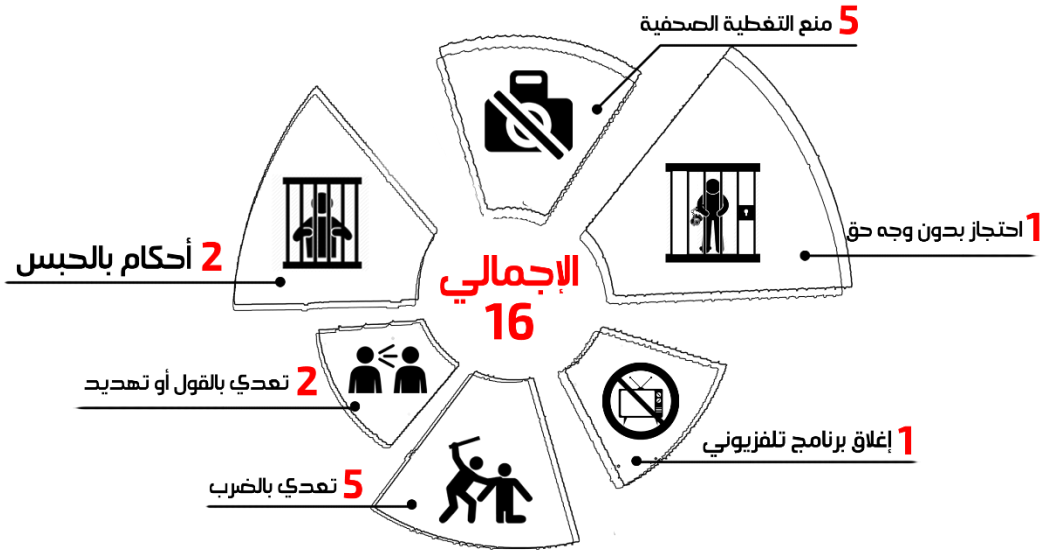 5 منع التغطية الصحفية
1 احتجاز بدون وجه حق
2 أحكام بالحبس
الإجمالي
16
2 تعدي بالقول أو تهديد
1 إغلاق برنامج تلفزيوني
5 تعدي بالضرب